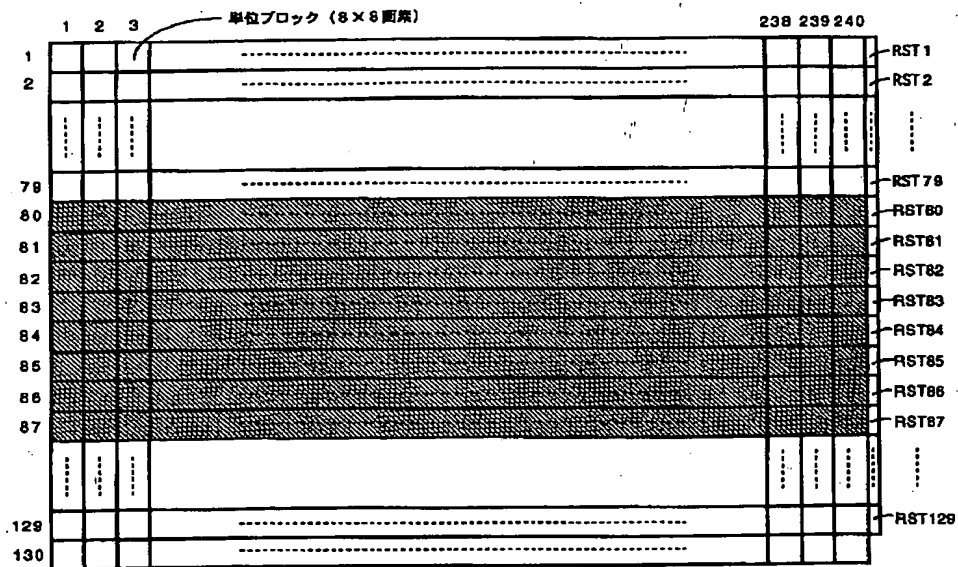 単位ブロック（8×8画素）
1 2 3 238 239 240
1 RST1
2 RST2
79 RST79
80 RST80
81 RST81
82 RST82
83 RST83
84 RST84
85 RST85
86 RST86
87 RST87
129 RST129
130